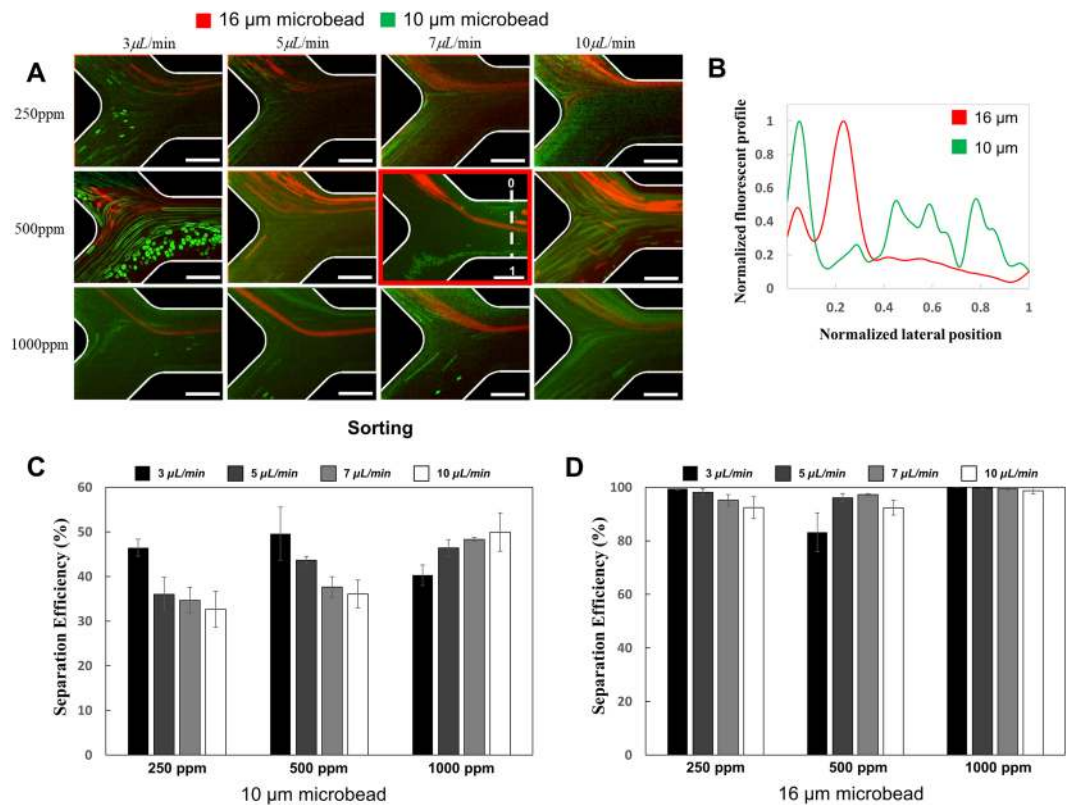 16 µm microbead 10 µm microbead
3µL/min 5µL/min 7µL/min 10µL/min
A
250ppm
500ppm
1000ppm
0
1
B
Normalized fluorescent profile
1
0.8
0.6
0.4
0.2
0
16 µm
10 µm
0.2 0.4 0.6 0.8 1
Normalized lateral position
Sorting
C
3 µL/min 5 µL/min 7 µL/min 10 µL/min
Separation Efficiency (%)
60
50
40
30
20
10
0
250 ppm 500 ppm 1000 ppm
10 µm microbead
D
3 µL/min 5 µL/min 7 µL/min 10 µL/min
Separation Efficiency (%)
100
80
60
40
20
0
250 ppm 500 ppm 1000 ppm
16 µm microbead